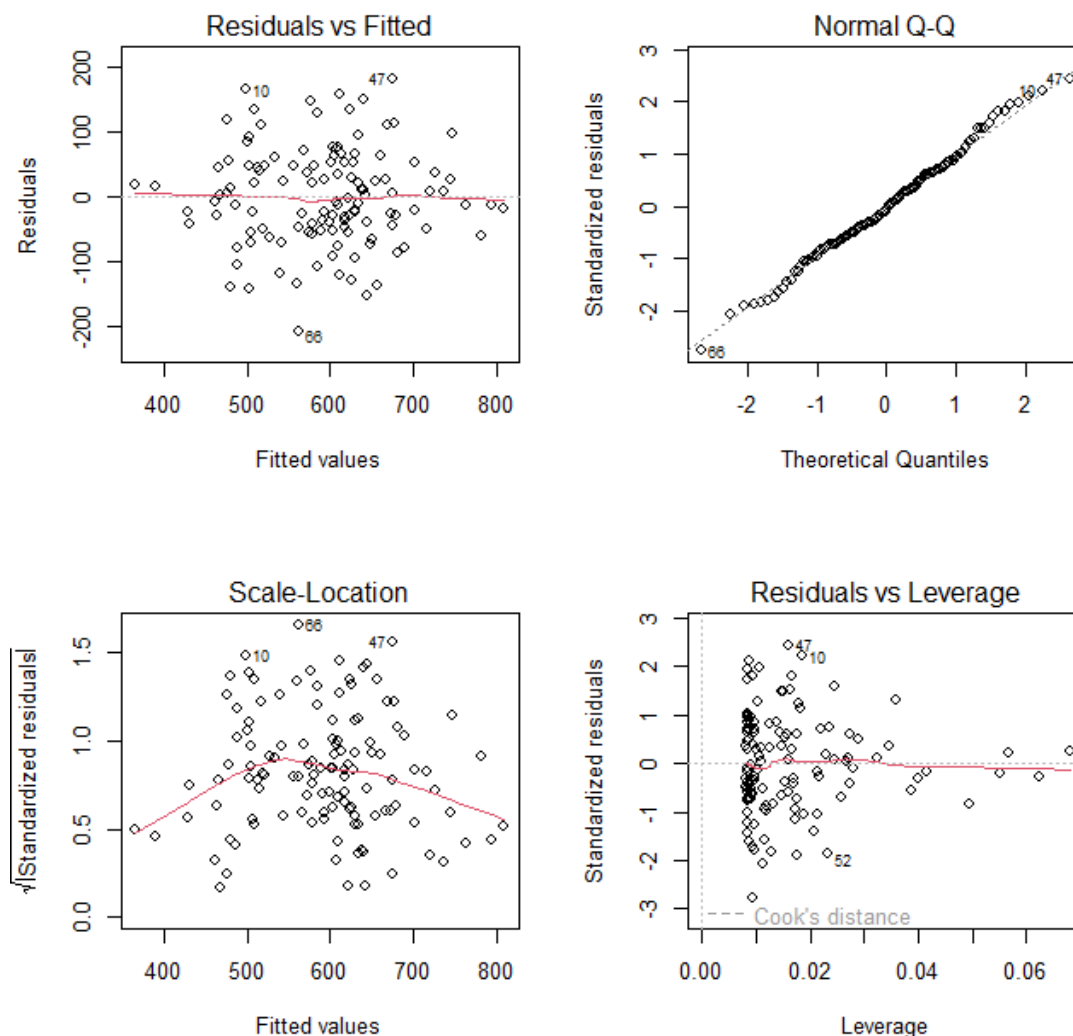 Residuals vs Fitted
Residuals
200
100
0
-100
-200
10
47
66
400 500 600 700 800
Fitted values
Normal Q-Q
Standardized residuals
3
2
1
0
-1
-2
10
47
66
-2 -1 0 1 2
Theoretical Quantiles
Scale-Location
√|Standardized residuals|
1.5
1.0
0.5
0.0
66
47
10
400 500 600 700 800
Fitted values
Residuals vs Leverage
Standardized residuals
3
2
1
0
-1
-2
-3
47
10
52
Cook's distance
0.00 0.02 0.04 0.06
Leverage